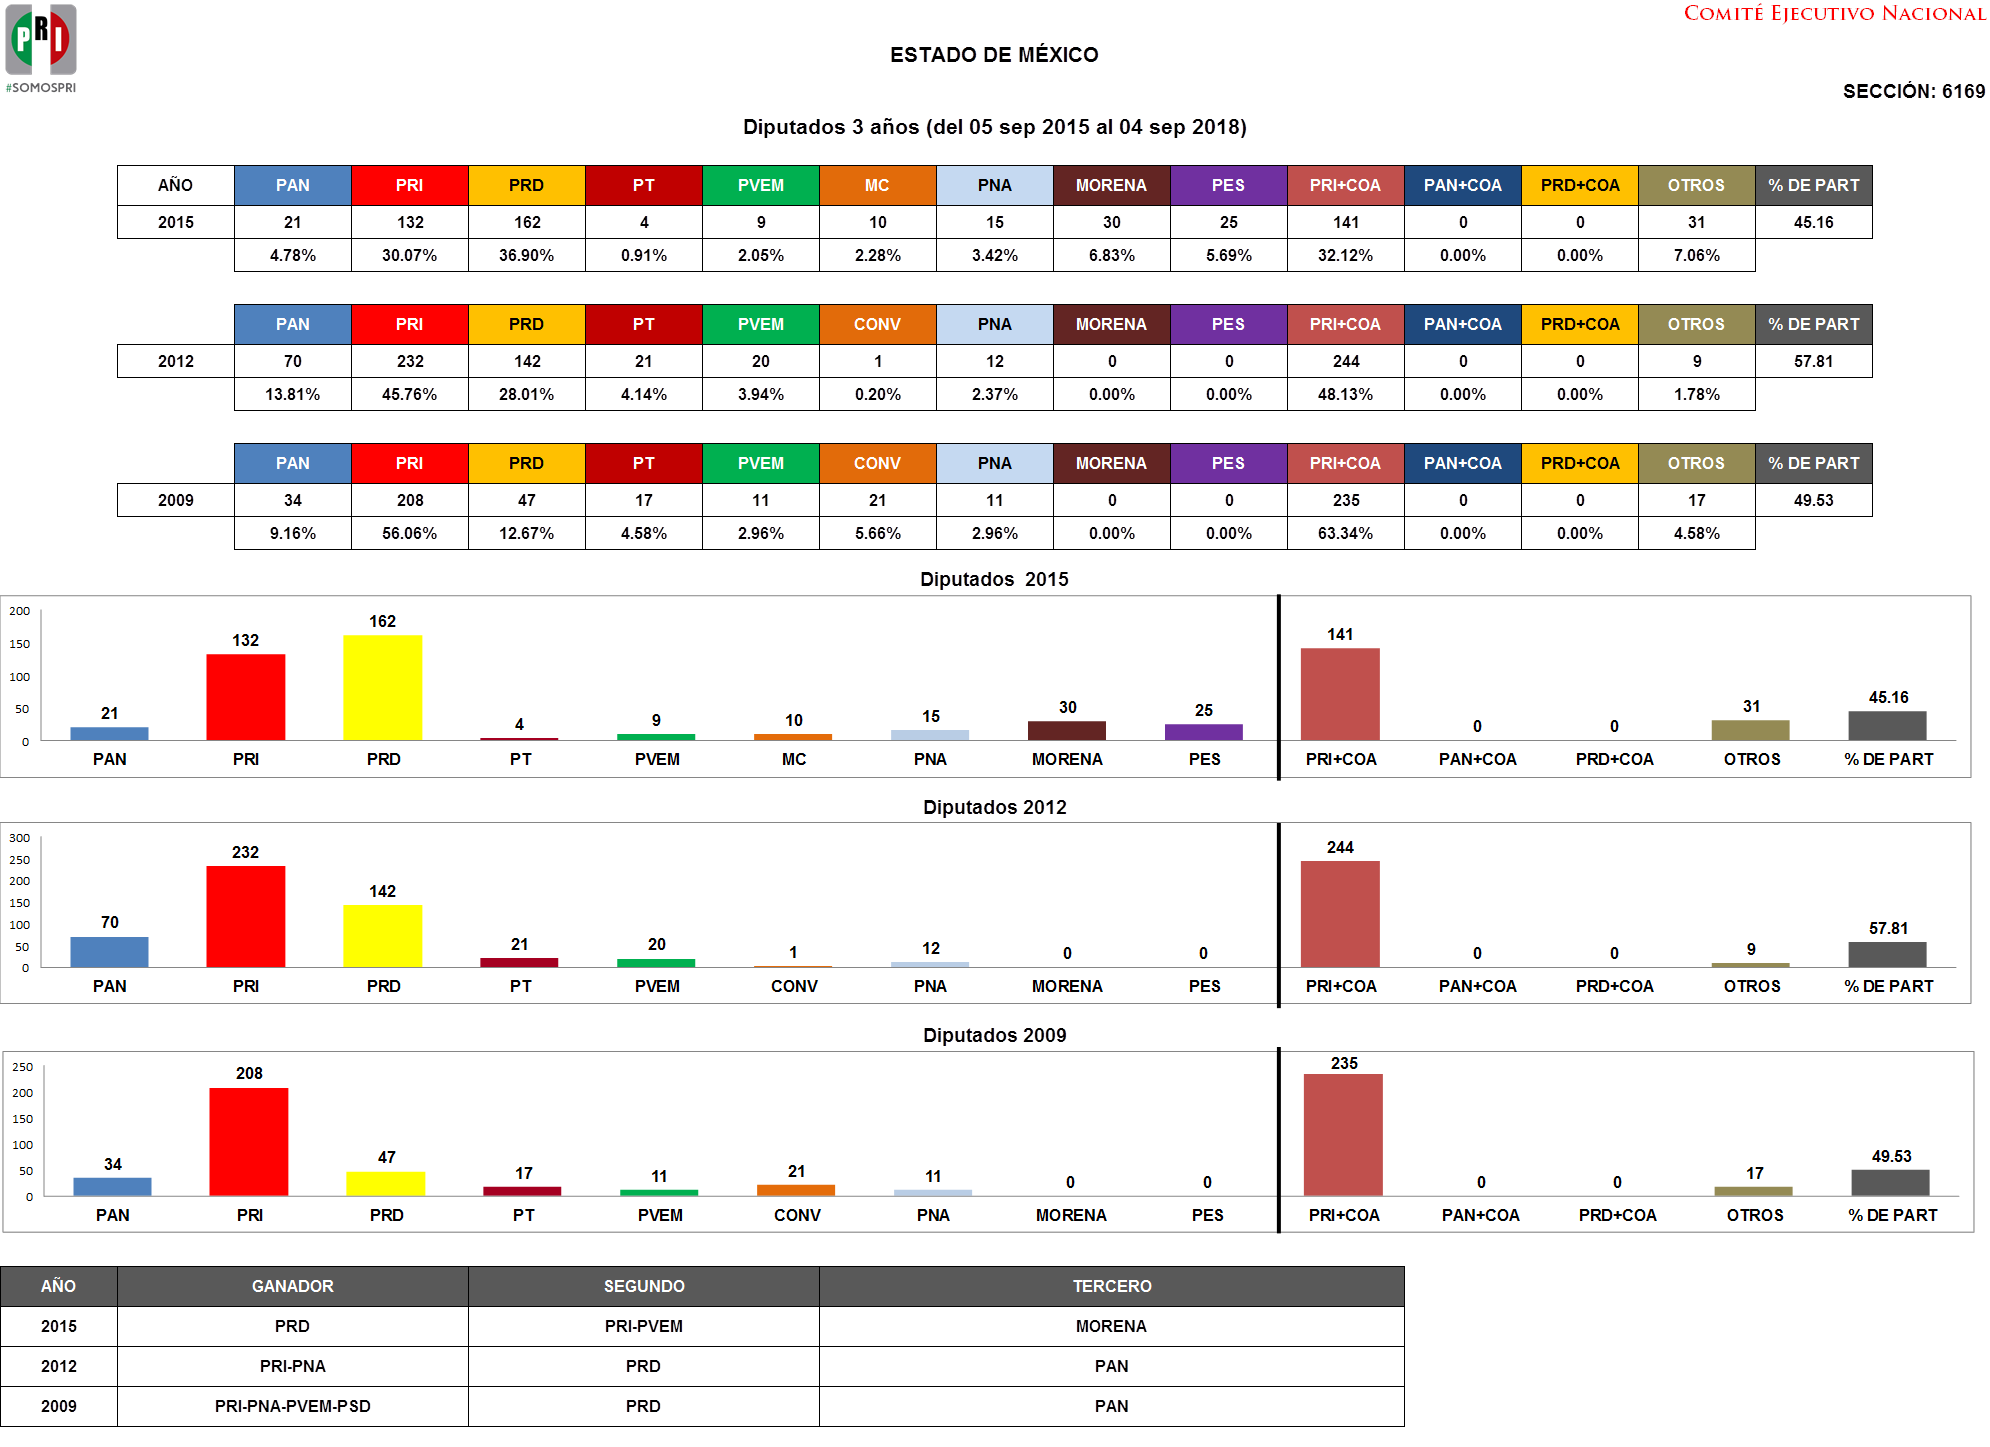 PRI
#SOMOSPRI
COMITÉ EJECUTIVO NACIONAL
ESTADO DE MÉXICO
SECCIÓN: 6169
Diputados 3 años (del 05 sep 2015 al 04 sep 2018)
AÑO PAN PRI PRD PT PVEM MC PNA MORENA PES PRI+COA PAN+COA PRD+COA OTROS % DE PART
2015 21 132 162 4 9 10 15 30 25 141 0 0 31 45.16
4.78% 30.07% 36.90% 0.91% 2.05% 2.28% 3.42% 6.83% 5.69% 32.12% 0.00% 0.00% 7.06%
PAN PRI PRD PT PVEM CONV PNA MORENA PES PRI+COA PAN+COA PRD+COA OTROS % DE PART
2012 70 232 142 21 20 1 12 0 0 244 0 0 9 57.81
13.81% 45.76% 28.01% 4.14% 3.94% 0.20% 2.37% 0.00% 0.00% 48.13% 0.00% 0.00% 1.78%
PAN PRI PRD PT PVEM CONV PNA MORENA PES PRI+COA PAN+COA PRD+COA OTROS % DE PART
2009 34 208 47 17 11 21 11 0 0 235 0 0 17 49.53
9.16% 56.06% 12.67% 4.58% 2.96% 5.66% 2.96% 0.00% 0.00% 63.34% 0.00% 0.00% 4.58%
Diputados 2015
200
150
100
50
0
21 132 162 4 9 10 15 30 25 141 0 0 31 45.16
PAN PRI PRD PT PVEM MC PNA MORENA PES PRI+COA PAN+COA PRD+COA OTROS % DE PART
Diputados 2012
300
250
200
150
100
50
0
70 232 142 21 20 1 12 0 0 244 0 0 9 57.81
PAN PRI PRD PT PVEM CONV PNA MORENA PES PRI+COA PAN+COA PRD+COA OTROS % DE PART
Diputados 2009
250
200
150
100
50
0
34 208 47 17 11 21 11 0 0 235 0 0 17 49.53
PAN PRI PRD PT PVEM CONV PNA MORENA PES PRI+COA PAN+COA PRD+COA OTROS % DE PART
AÑO GANADOR SEGUNDO TERCERO
2015 PRD PRI-PVEM MORENA
2012 PRI-PNA PRD PAN
2009 PRI-PNA-PVEM-PSD PRD PAN